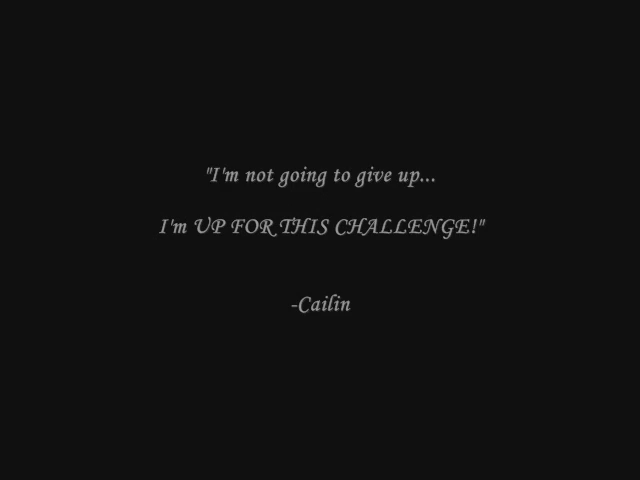 "I'm not going to give up...
I'm UP FOR THIS CHALLENGE!"
-Cailin